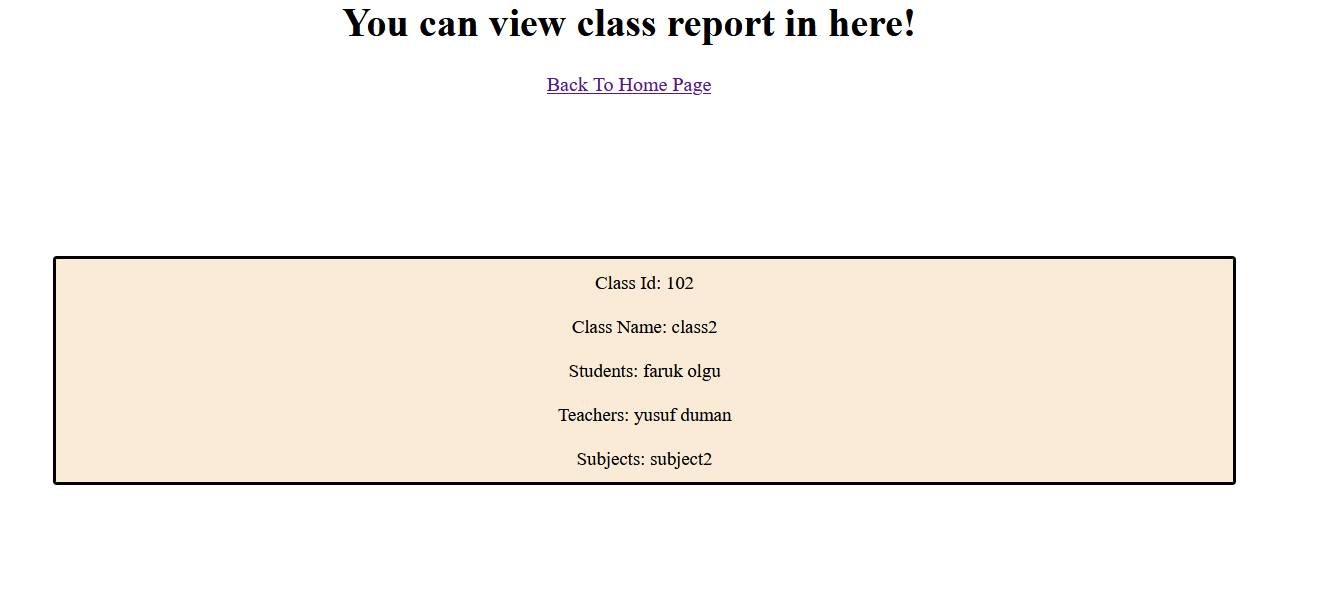 You can view class report in here!
Back To Home Page
Class Id: 102
Class Name: class2
Students: faruk olgu
Teachers: yusuf duman
Subjects: subject2